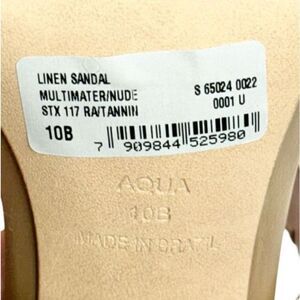 LINEN SANDAL
MULTIMATER/NUDE S 65024 0022
STX 117 RA/TANNIN 0001 U
10B
7 909844 525980
AQUA
10B
MADE IN BRAZIL